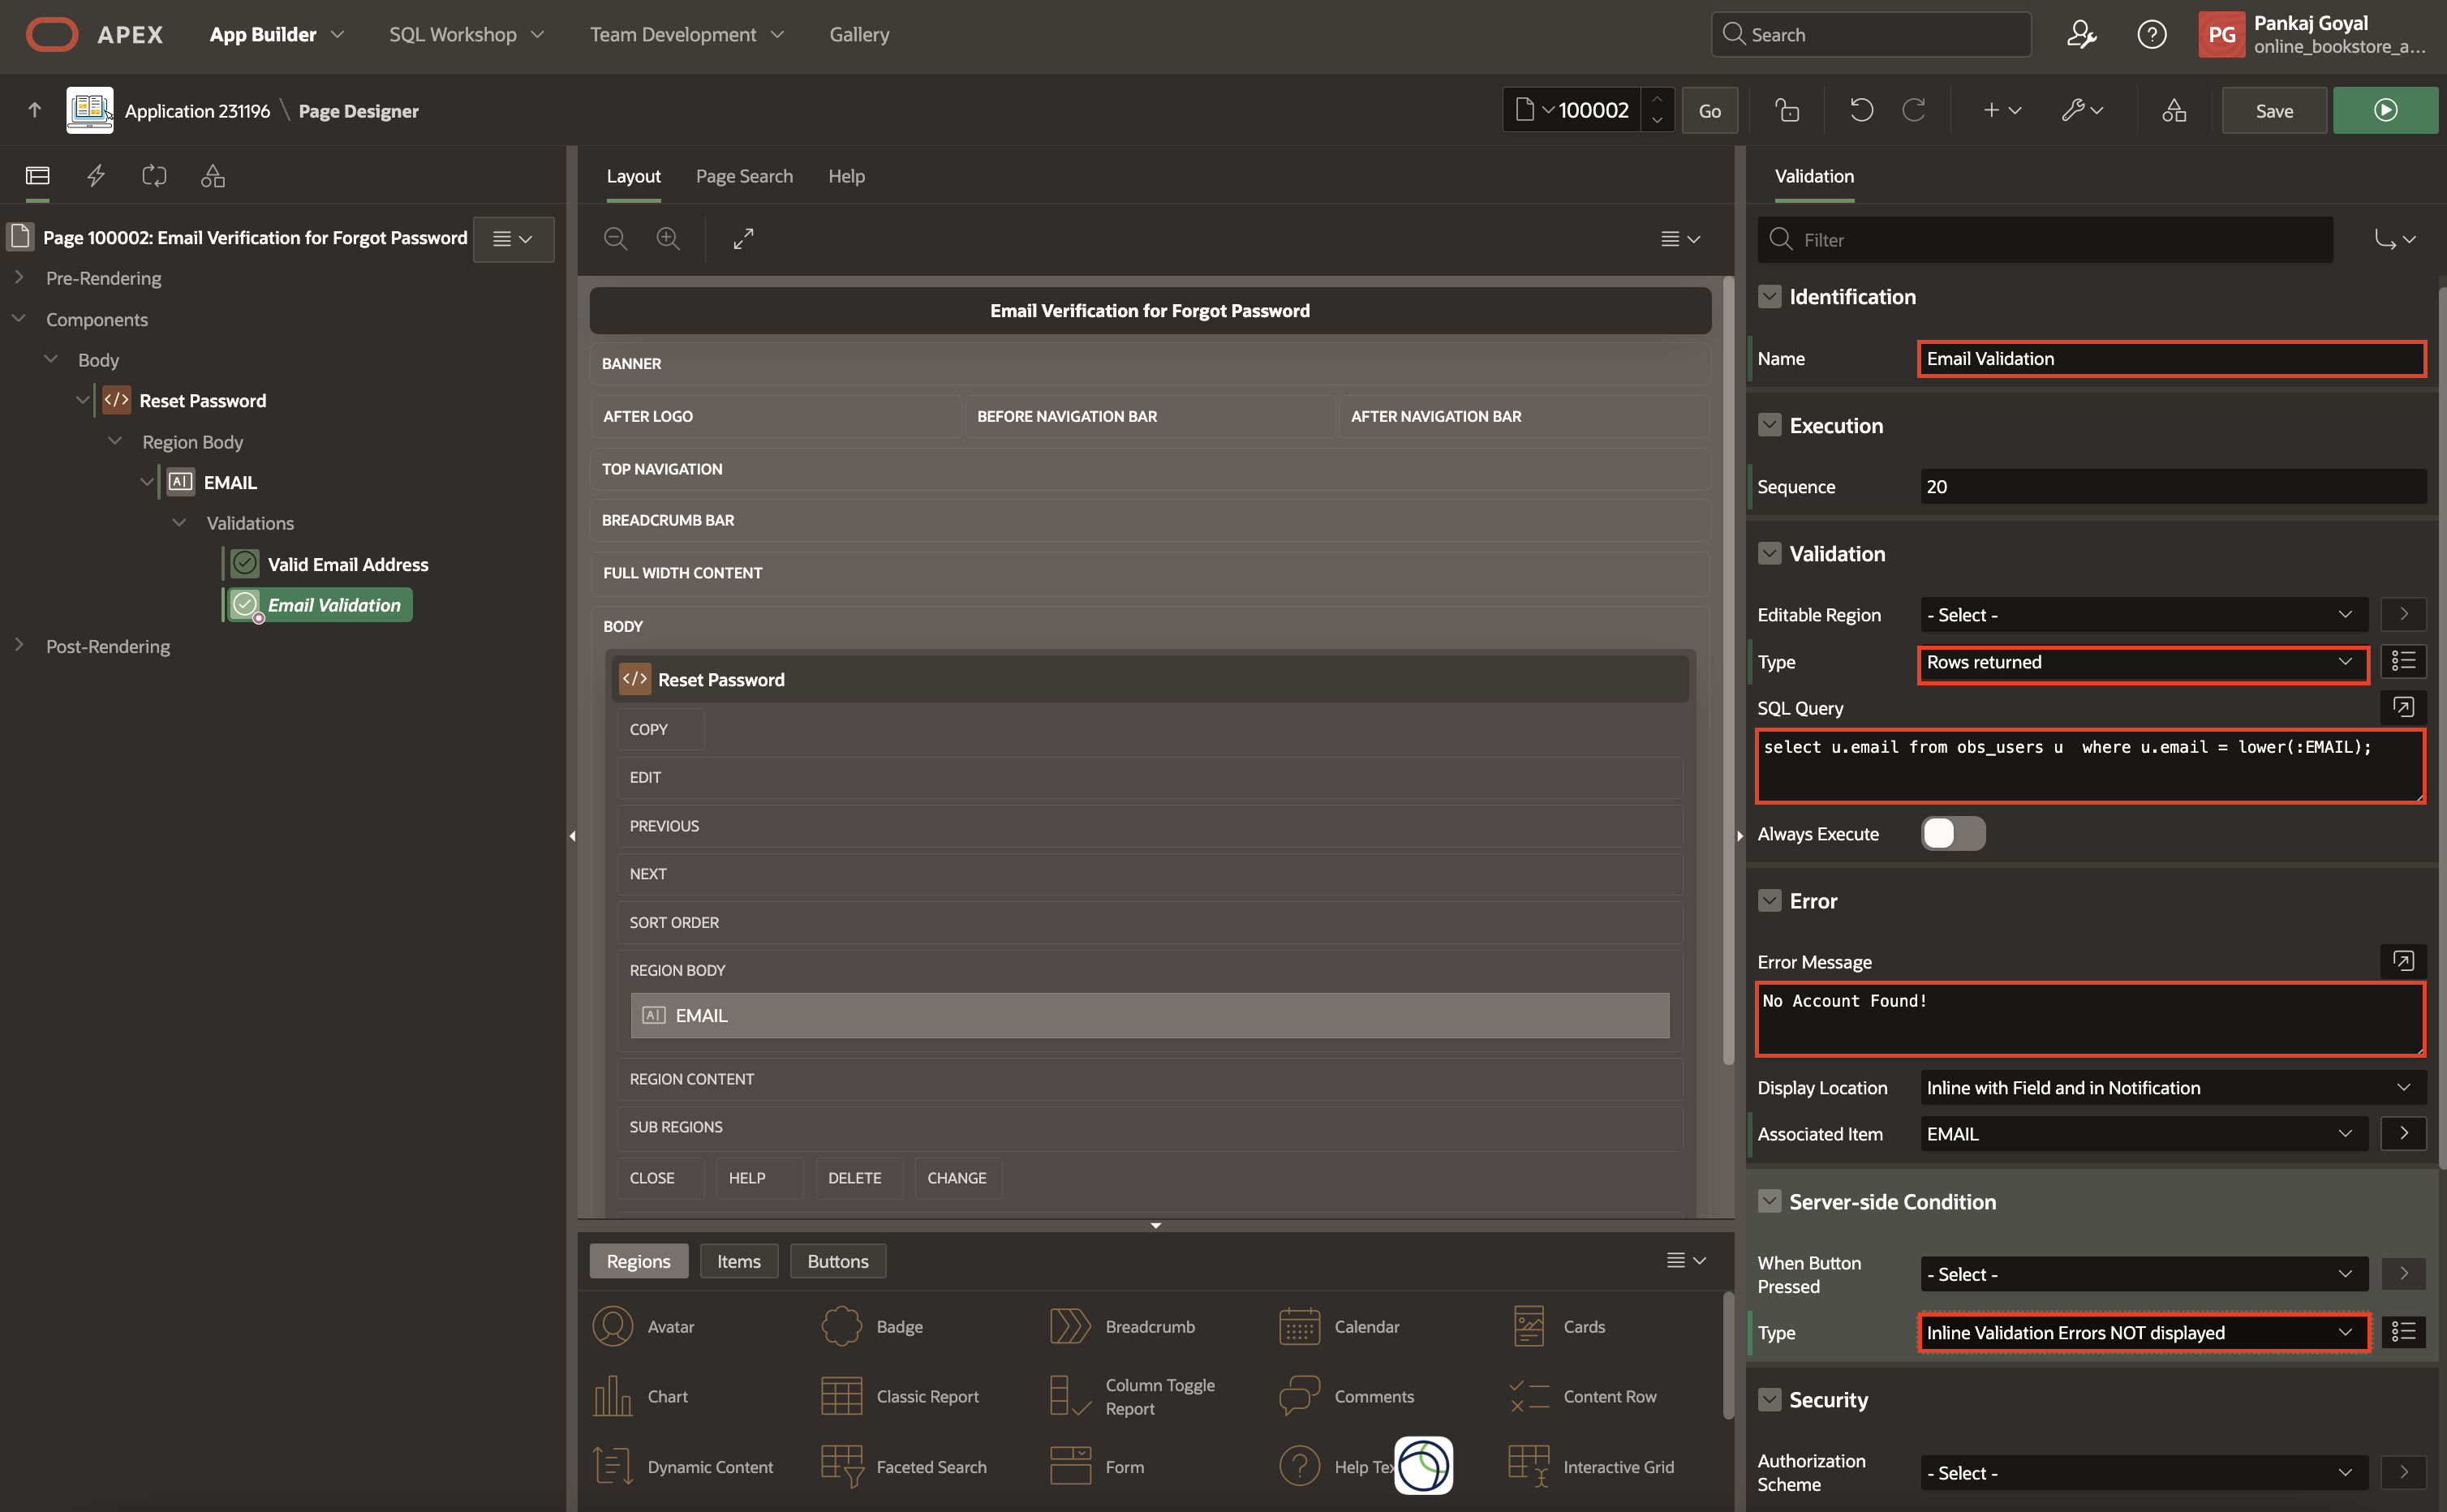 APEX
App Builder
SQL Workshop
Team Development
Gallery
Search
PG
Pankaj Goyal
online_bookstore_a...
Application 231196 \ Page Designer
100002
Go
Save
Page 100002: Email Verification for Forgot Password
Pre-Rendering
Components
Body
</> Reset Password
Region Body
A| EMAIL
Validations
Valid Email Address
Email Validation
Post-Rendering
Layout
Page Search
Help
Email Verification for Forgot Password
BANNER
AFTER LOGO
BEFORE NAVIGATION BAR
AFTER NAVIGATION BAR
TOP NAVIGATION
BREADCRUMB BAR
FULL WIDTH CONTENT
BODY
</> Reset Password
COPY
EDIT
PREVIOUS
NEXT
SORT ORDER
REGION BODY
A| EMAIL
REGION CONTENT
SUB REGIONS
CLOSE
HELP
DELETE
CHANGE
Regions
Items
Buttons
Avatar
Badge
Breadcrumb
Calendar
Cards
Chart
Classic Report
Column Toggle
Report
Comments
Content Row
Dynamic Content
Faceted Search
Form
Help Tex
Interactive Grid
Validation
Filter
Identification
Name
Email Validation
Execution
Sequence
20
Validation
Editable Region
- Select -
Type
Rows returned
SQL Query
select u.email from obs_users u  where u.email = lower(:EMAIL);
Always Execute
Error
Error Message
No Account Found!
Display Location
Inline with Field and in Notification
Associated Item
EMAIL
Server-side Condition
When Button
Pressed
- Select -
Type
Inline Validation Errors NOT displayed
Security
Authorization
Scheme
- Select -